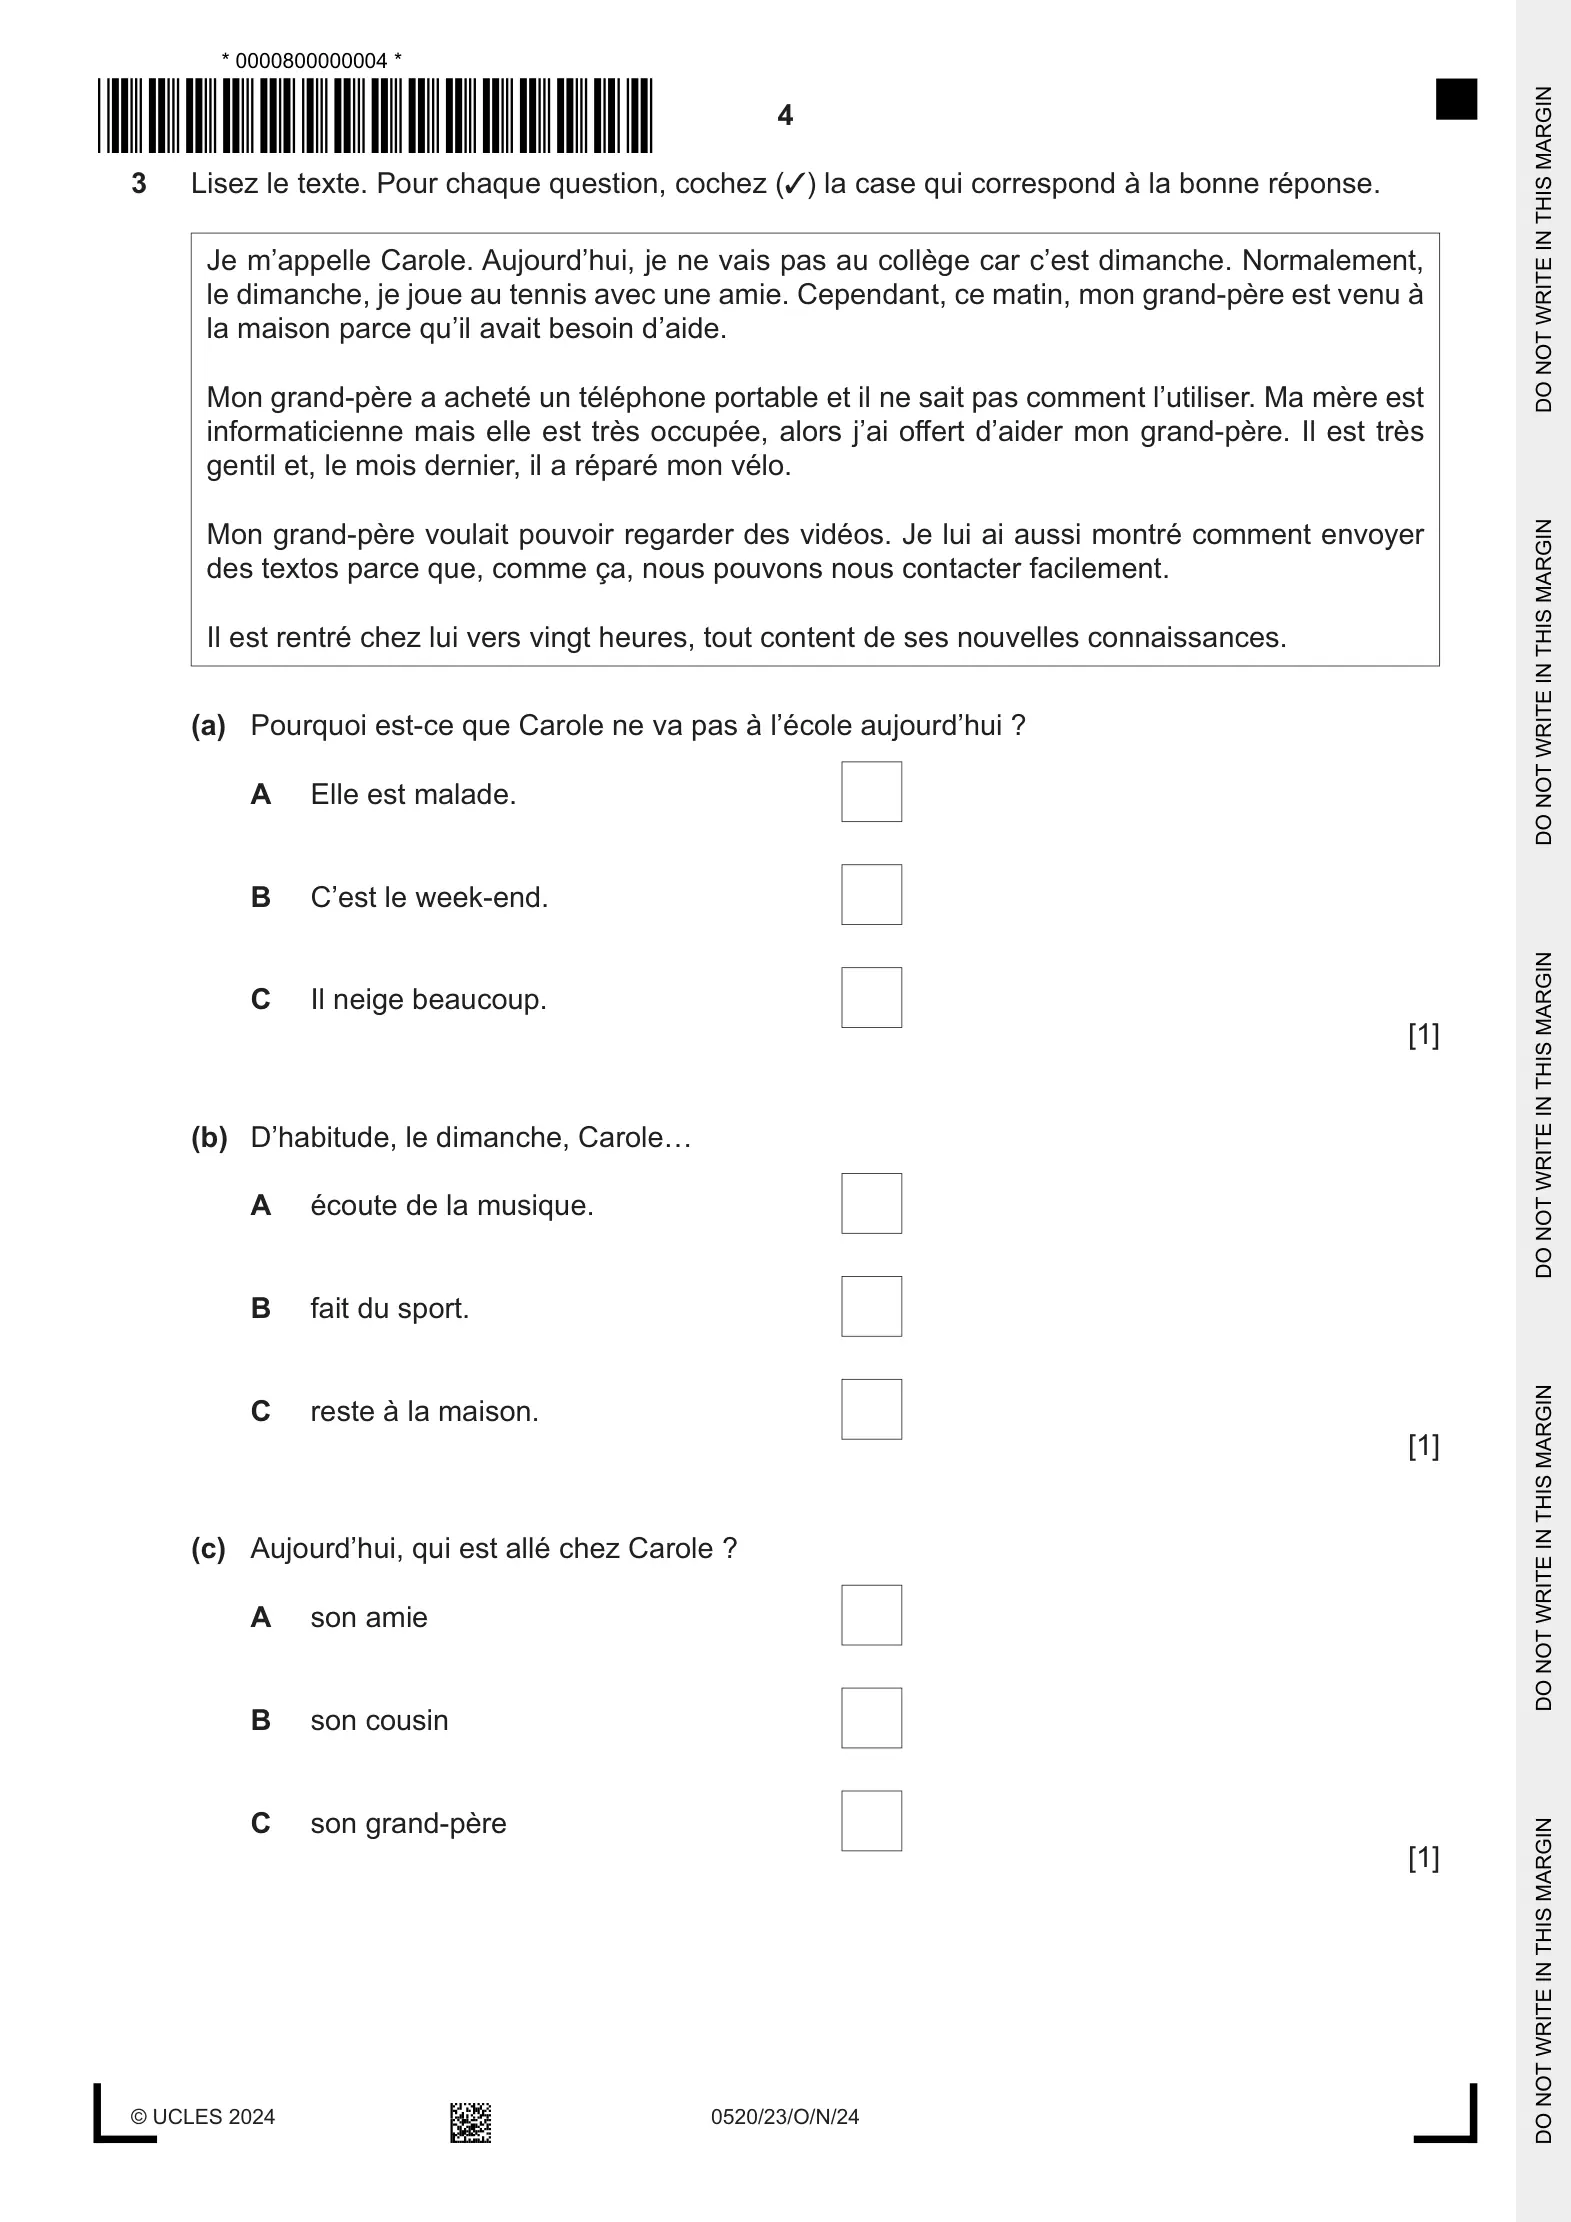 * 0000800000004 *
4
3 Lisez le texte. Pour chaque question, cochez (✓) la case qui correspond à la bonne réponse.
Je m’appelle Carole. Aujourd’hui, je ne vais pas au collège car c’est dimanche. Normalement,
le dimanche, je joue au tennis avec une amie. Cependant, ce matin, mon grand-père est venu à
la maison parce qu’il avait besoin d’aide.
Mon grand-père a acheté un téléphone portable et il ne sait pas comment l’utiliser. Ma mère est
informaticienne mais elle est très occupée, alors j’ai offert d’aider mon grand-père. Il est très
gentil et, le mois dernier, il a réparé mon vélo.
Mon grand-père voulait pouvoir regarder des vidéos. Je lui ai aussi montré comment envoyer
des textos parce que, comme ça, nous pouvons nous contacter facilement.
Il est rentré chez lui vers vingt heures, tout content de ses nouvelles connaissances.
(a) Pourquoi est-ce que Carole ne va pas à l’école aujourd’hui ?
A Elle est malade.
B C’est le week-end.
C Il neige beaucoup.
[1]
(b) D’habitude, le dimanche, Carole…
A écoute de la musique.
B fait du sport.
C reste à la maison.
[1]
(c) Aujourd’hui, qui est allé chez Carole ?
A son amie
B son cousin
C son grand-père
[1]
© UCLES 2024
0520/23/O/N/24
DO NOT WRITE IN THIS MARGIN
DO NOT WRITE IN THIS MARGIN
DO NOT WRITE IN THIS MARGIN
DO NOT WRITE IN THIS MARGIN
DO NOT WRITE IN THIS MARGIN